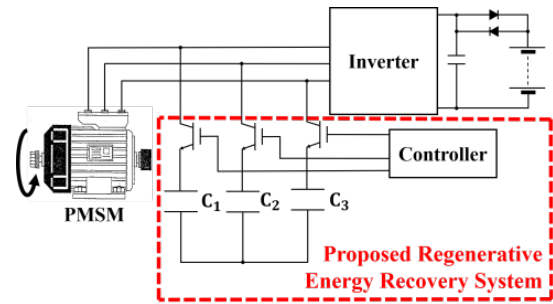 Inverter
Controller
PMSM
C₁
C₂
C₃
Proposed Regenerative
Energy Recovery System